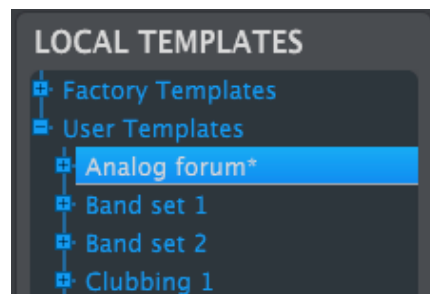 LOCAL TEMPLATES
Factory Templates
User Templates
Analog forum*
Band set 1
Band set 2
Clubbing 1